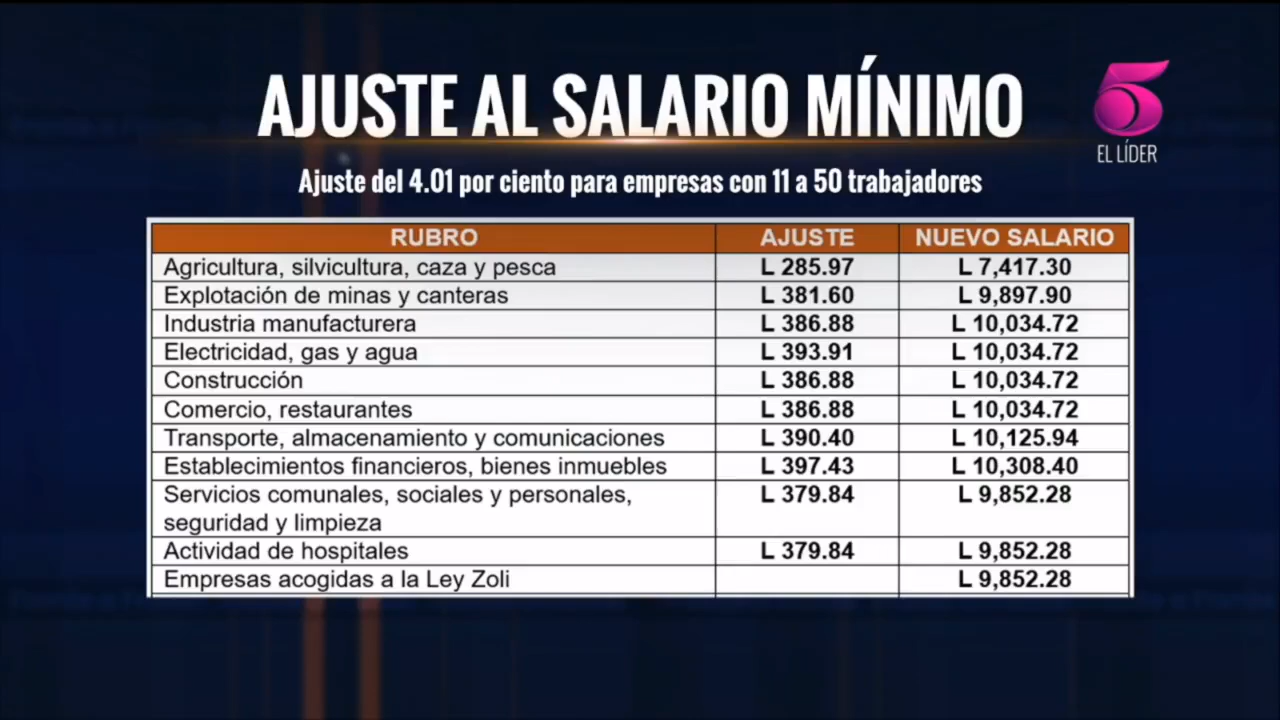 AJUSTE AL SALARIO MÍNIMO
5
EL LÍDER
Ajuste del 4.01 por ciento para empresas con 11 a 50 trabajadores
RUBRO AJUSTE NUEVO SALARIO
Agricultura, silvicultura, caza y pesca L 285.97 L 7,417.30
Explotación de minas y canteras L 381.60 L 9,897.90
Industria manufacturera L 386.88 L 10,034.72
Electricidad, gas y agua L 393.91 L 10,034.72
Construcción L 386.88 L 10,034.72
Comercio, restaurantes L 386.88 L 10,034.72
Transporte, almacenamiento y comunicaciones L 390.40 L 10,125.94
Establecimientos financieros, bienes inmuebles L 397.43 L 10,308.40
Servicios comunales, sociales y personales, L 379.84 L 9,852.28
seguridad y limpieza
Actividad de hospitales L 379.84 L 9,852.28
Empresas acogidas a la Ley Zoli L 9,852.28